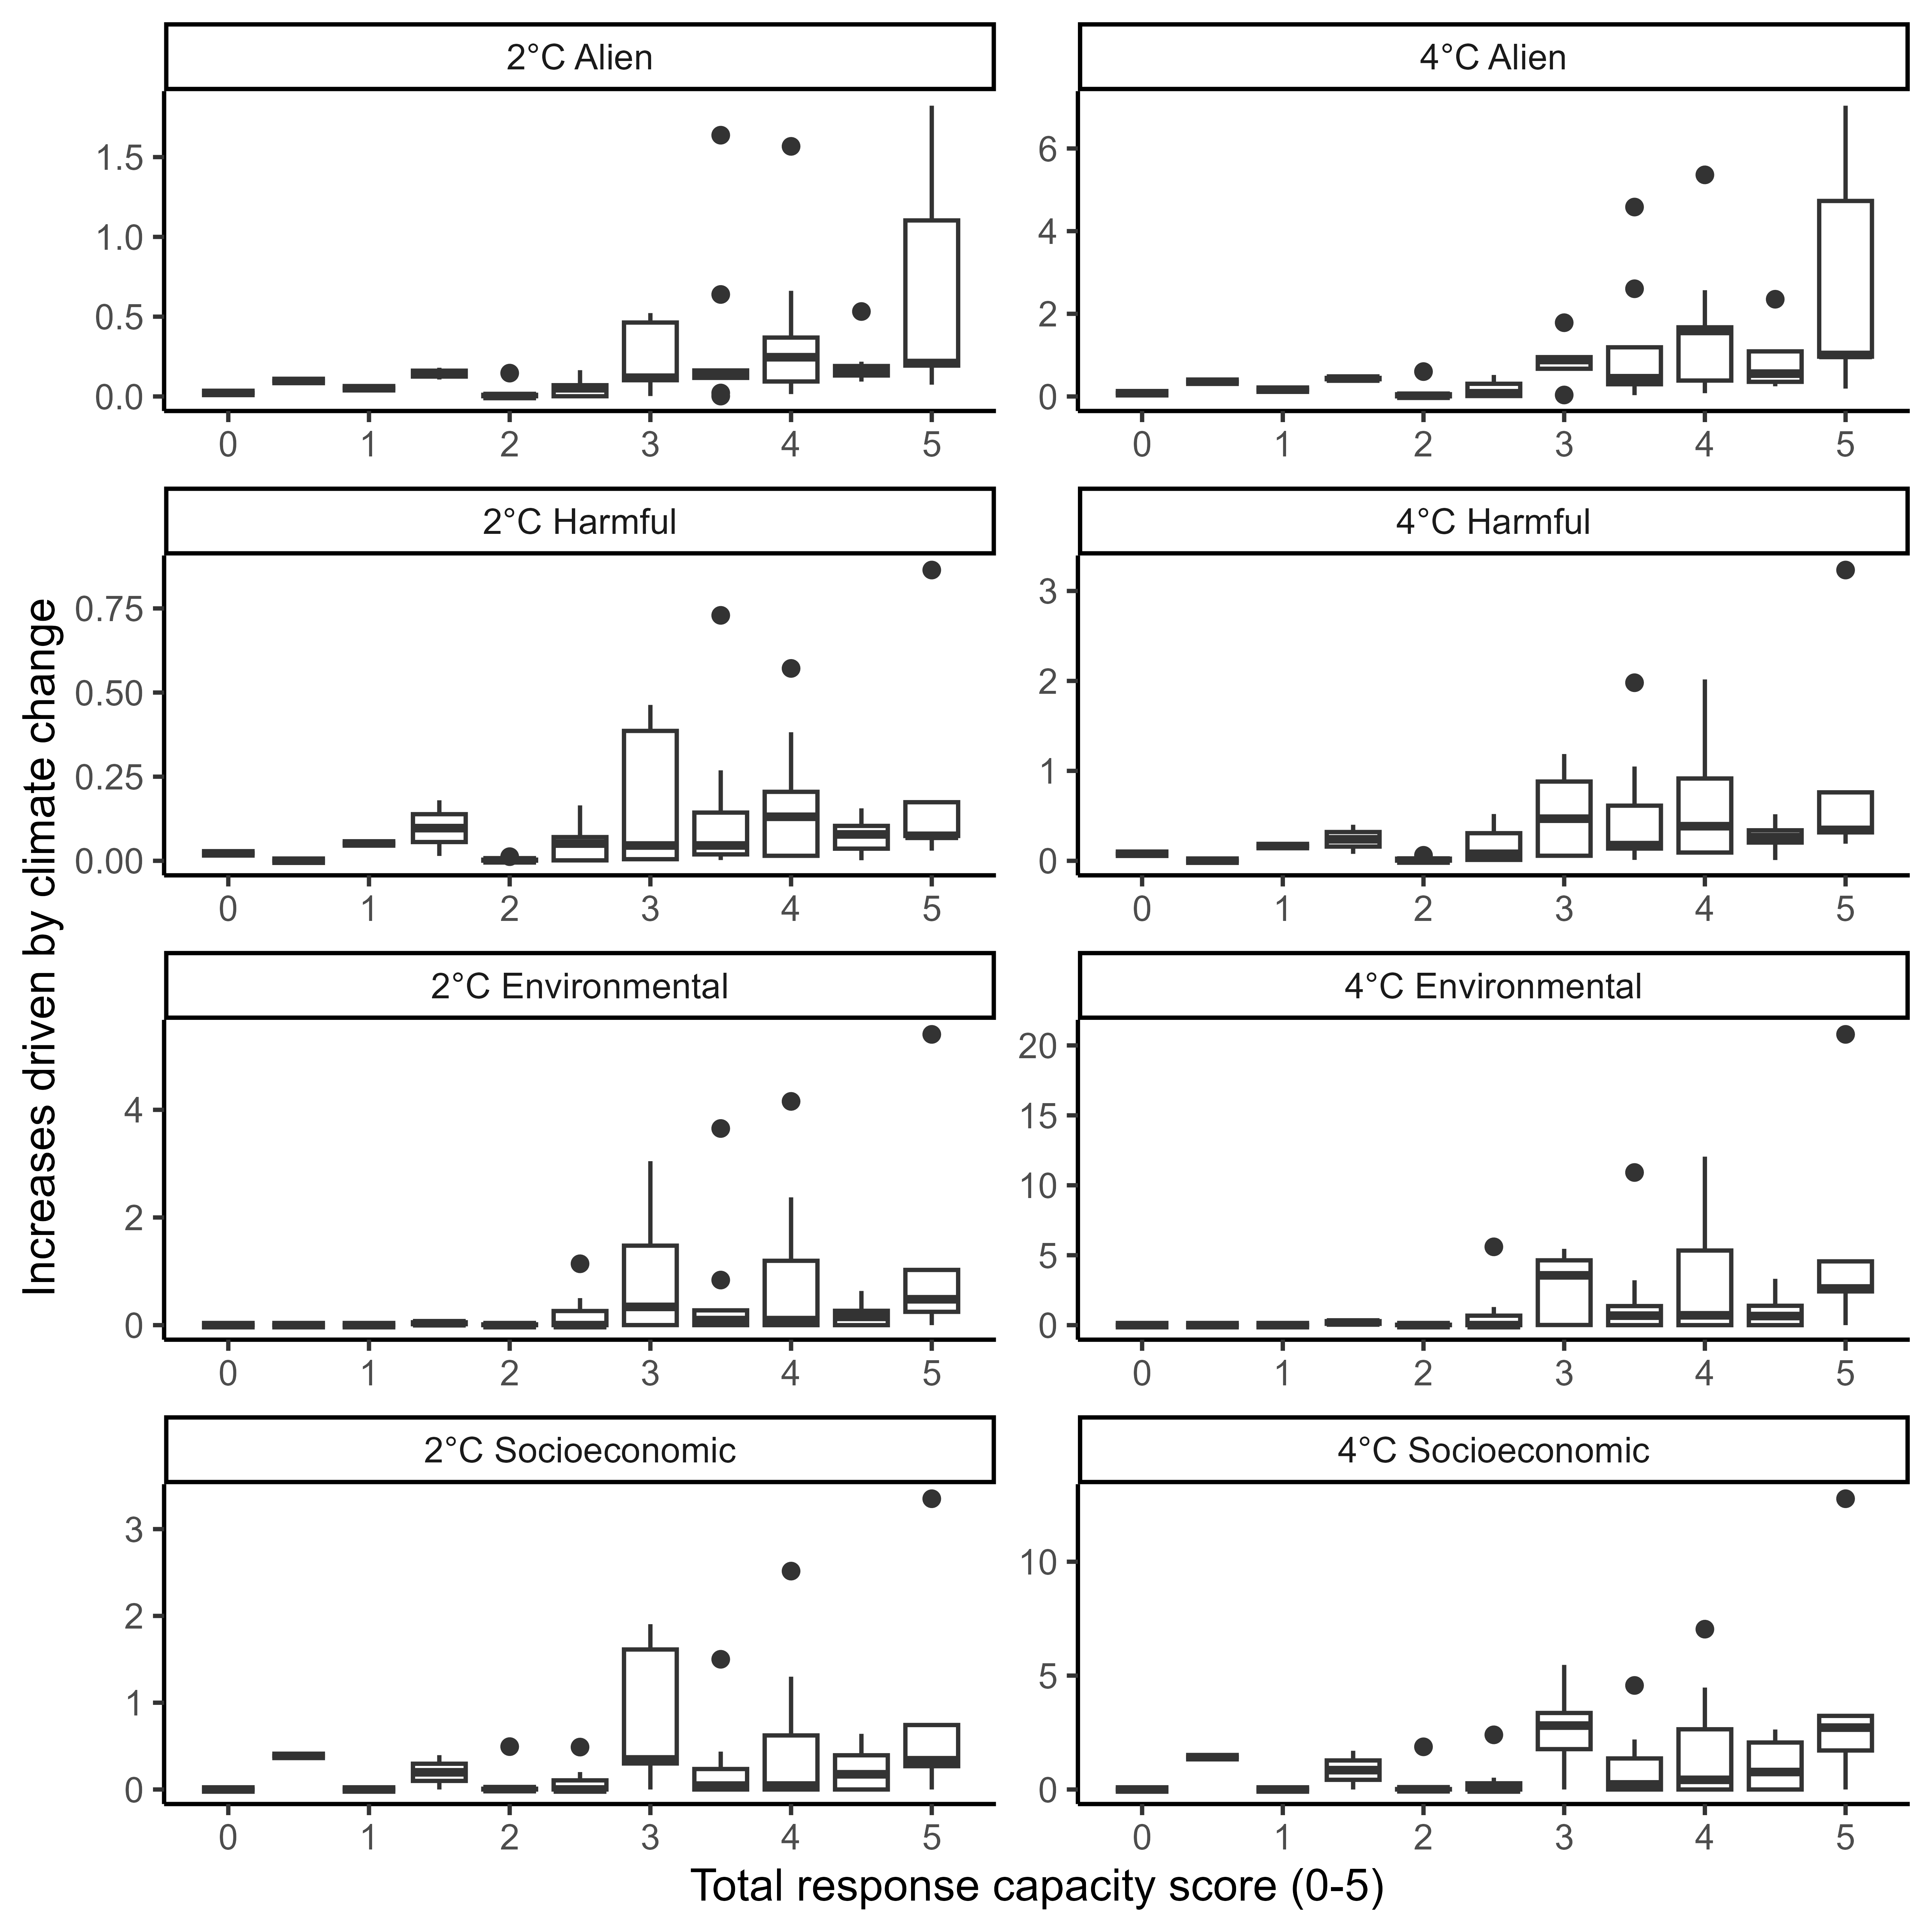 2°C Alien
4°C Alien
1.5
1.0
0.5
0.0
0 1 2 3 4 5
6
4
2
0
0 1 2 3 4 5
2°C Harmful
4°C Harmful
0.75
0.50
0.25
0.00
0 1 2 3 4 5
3
2
1
0
0 1 2 3 4 5
2°C Environmental
4°C Environmental
4
2
0
0 1 2 3 4 5
20
15
10
5
0
0 1 2 3 4 5
2°C Socioeconomic
4°C Socioeconomic
3
2
1
0
0 1 2 3 4 5
10
5
0
0 1 2 3 4 5
Increases driven by climate change
Total response capacity score (0-5)